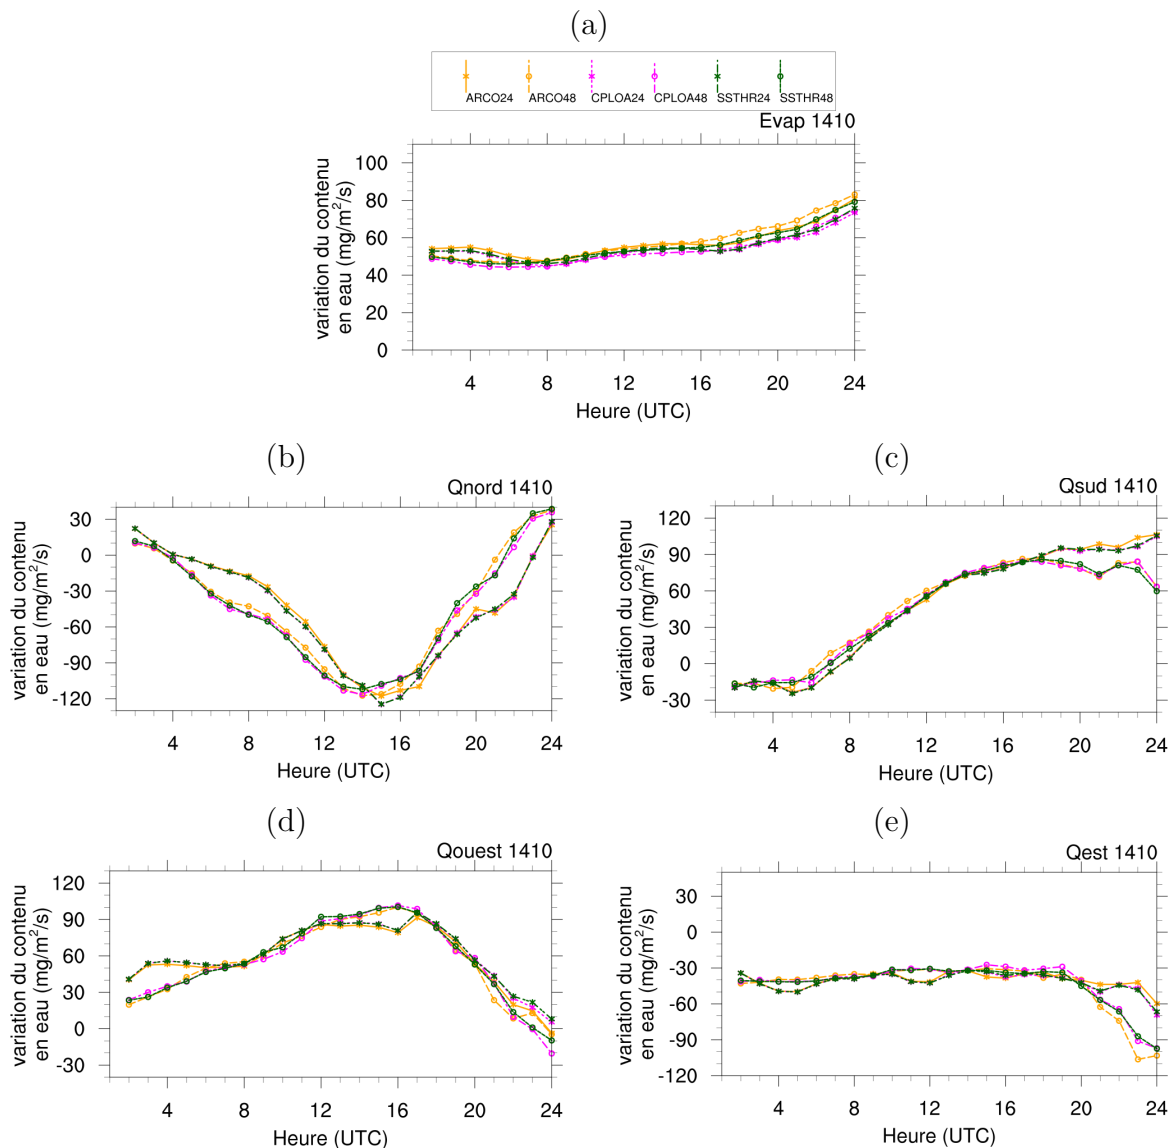 (a)
ARCO24 ARCO48 CPLOA24 CPLOA48 SSTHR24 SSTHR48
Evap 1410
variation du contenu
en eau (mg/m²/s)
100
80
60
40
20
0
4 8 12 16 20 24
Heure (UTC)
(b)
Qnord 1410
variation du contenu
en eau (mg/m²/s)
30
0
-30
-60
-90
-120
4 8 12 16 20 24
Heure (UTC)
(c)
Qsud 1410
variation du contenu
en eau (mg/m²/s)
120
90
60
30
0
-30
4 8 12 16 20 24
Heure (UTC)
(d)
Qouest 1410
variation du contenu
en eau (mg/m²/s)
120
90
60
30
0
-30
4 8 12 16 20 24
Heure (UTC)
(e)
Qest 1410
variation du contenu
en eau (mg/m²/s)
30
0
-30
-60
-90
-120
4 8 12 16 20 24
Heure (UTC)